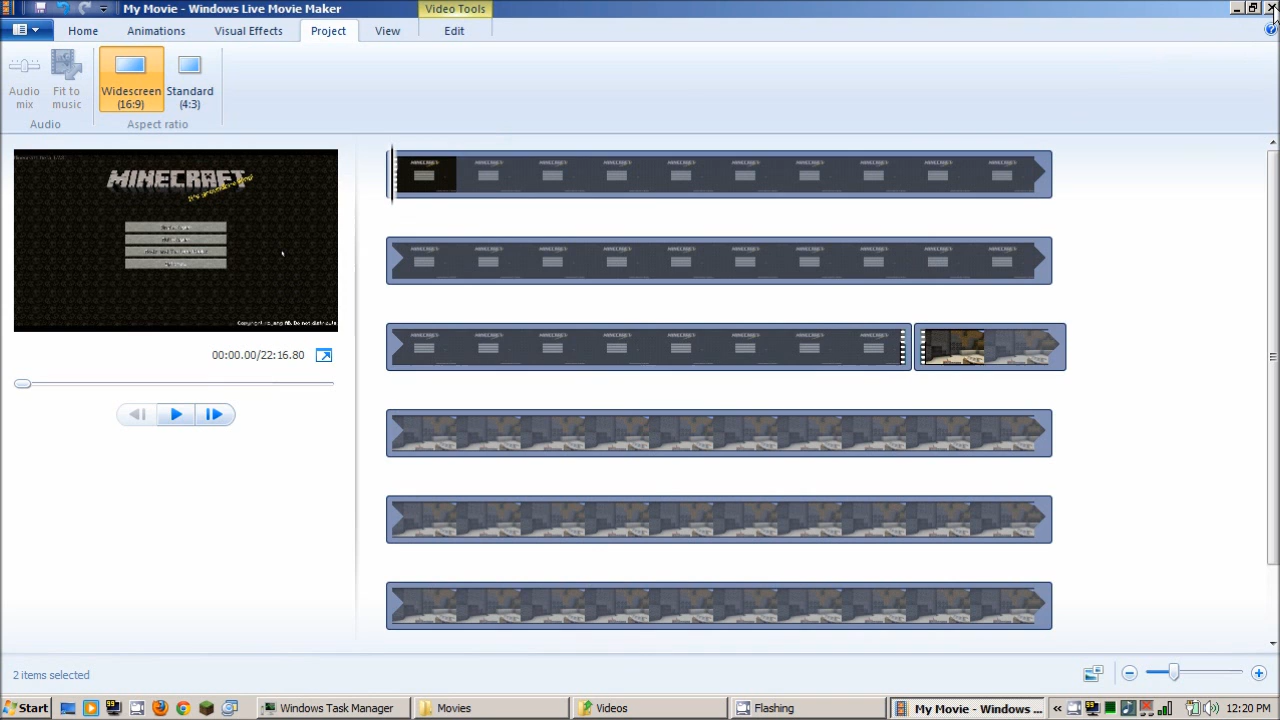 My Movie - Windows Live Movie Maker
Video Tools
Home
Animations
Visual Effects
Project
View
Edit
Audio mix
Fit to music
Widescreen (16:9)
Standard (4:3)
Audio
Aspect ratio
MINECRAFT
00:00.00/22:16.80
2 items selected
Start
Windows Task Manager
Movies
Videos
Flashing
My Movie - Windows ...
12:20 PM